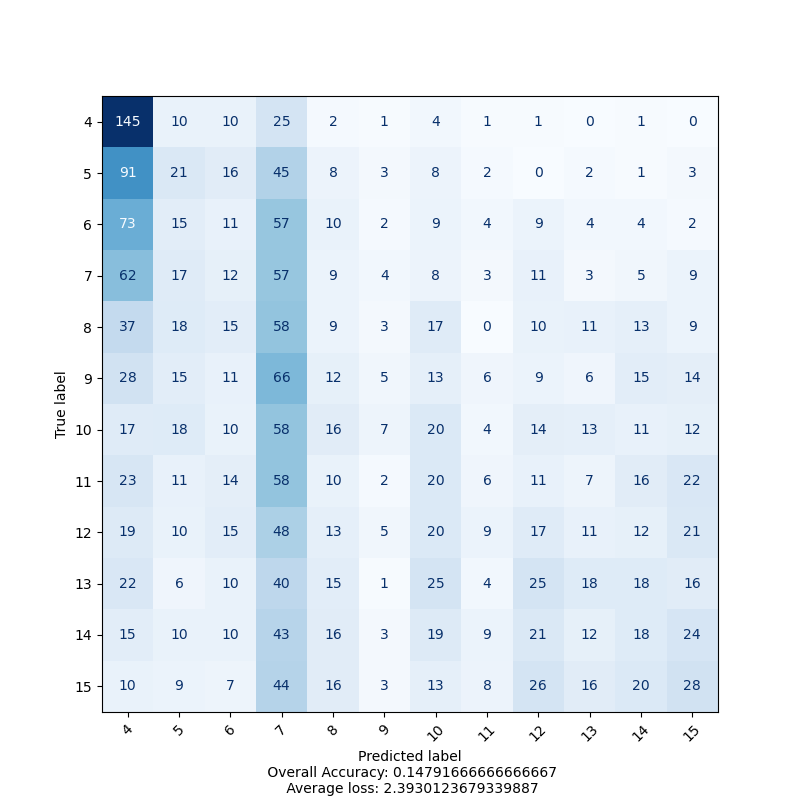 4 145 10 10 25 2 1 4 1 1 0 1 0
5 91 21 16 45 8 3 8 2 0 2 1 3
6 73 15 11 57 10 2 9 4 9 4 4 2
7 62 17 12 57 9 4 8 3 11 3 5 9
8 37 18 15 58 9 3 17 0 10 11 13 9
9 28 15 11 66 12 5 13 6 9 6 15 14
10 17 18 10 58 16 7 20 4 14 13 11 12
11 23 11 14 58 10 2 20 6 11 7 16 22
12 19 10 15 48 13 5 20 9 17 11 12 21
13 22 6 10 40 15 1 25 4 25 18 18 16
14 15 10 10 43 16 3 19 9 21 12 18 24
15 10 9 7 44 16 3 13 8 26 16 20 28
True label
4 5 6 7 8 9 10 11 12 13 14 15
Predicted label
Overall Accuracy: 0.14791666666666667
Average loss: 2.3930123679339887